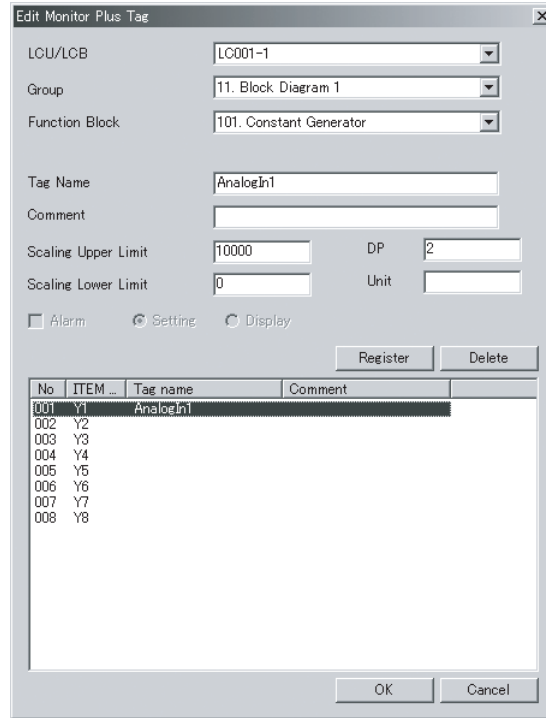 Edit Monitor Plus Tag
LCU/LCB LC001-1
Group 11. Block Diagram 1
Function Block 101. Constant Generator
Tag Name AnalogIn1
Comment
Scaling Upper Limit 10000 DP 2
Scaling Lower Limit 0 Unit
Alarm Setting Display
Register Delete
No ITEM ... Tag name Comment
001 Y1 AnalogIn1
002 Y2
003 Y3
004 Y4
005 Y5
006 Y6
007 Y7
008 Y8
OK Cancel